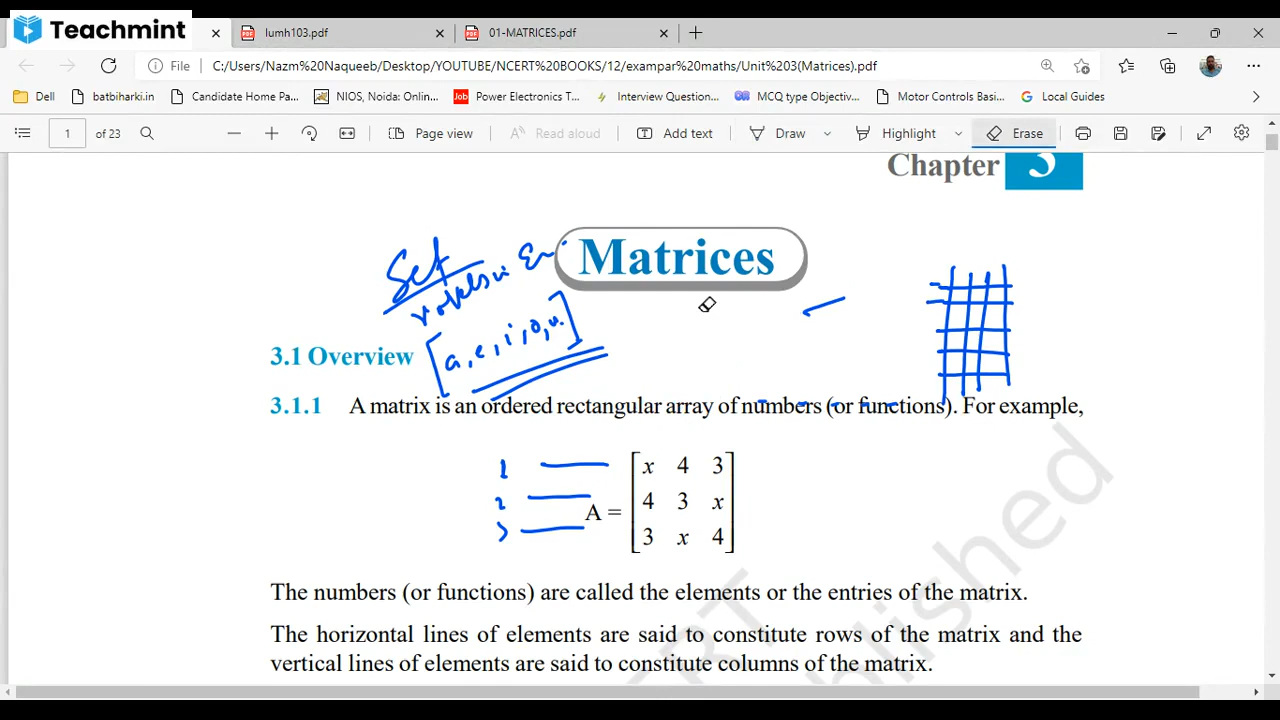 Teachmint
lumh103.pdf
01-MATRICES.pdf
File
C:/Users/Nazm%20Naqueeb/Desktop/YOUTUBE/NCERT%20BOOKS/12/exampar%20maths/Unit%203(Matrices).pdf
Dell
batbiharki.in
Candidate Home Pa...
NIOS, Noida: Onlin...
Power Electronics T...
Interview Question...
MCQ type Objectiv...
Motor Controls Basi...
Local Guides
1 of 23
Page view
Read aloud
Add text
Draw
Highlight
Erase
Chapter 3
Set
Matrices
[a, e, i, o, u]
3.1 Overview
3.1.1 A matrix is an ordered rectangular array of numbers (or functions). For example,
1
x 4 3
2
A = 4 3 x
3
3 x 4
The numbers (or functions) are called the elements or the entries of the matrix.
The horizontal lines of elements are said to constitute rows of the matrix and the
vertical lines of elements are said to constitute columns of the matrix.